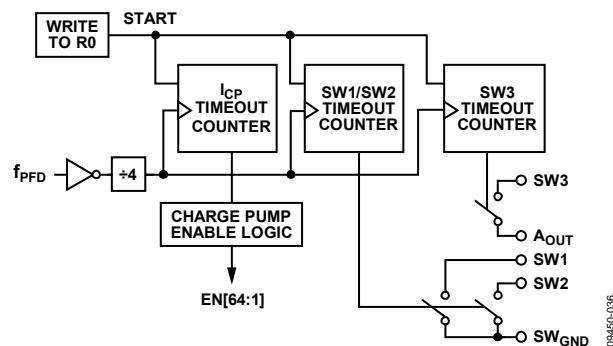 WRITE
TO R0
START
I_CP
TIMEOUT
COUNTER
SW1/SW2
TIMEOUT
COUNTER
SW3
TIMEOUT
COUNTER
f_PFD
÷4
CHARGE PUMP
ENABLE LOGIC
EN[64:1]
SW3
A_OUT
SW1
SW2
SW_GND
09450-036